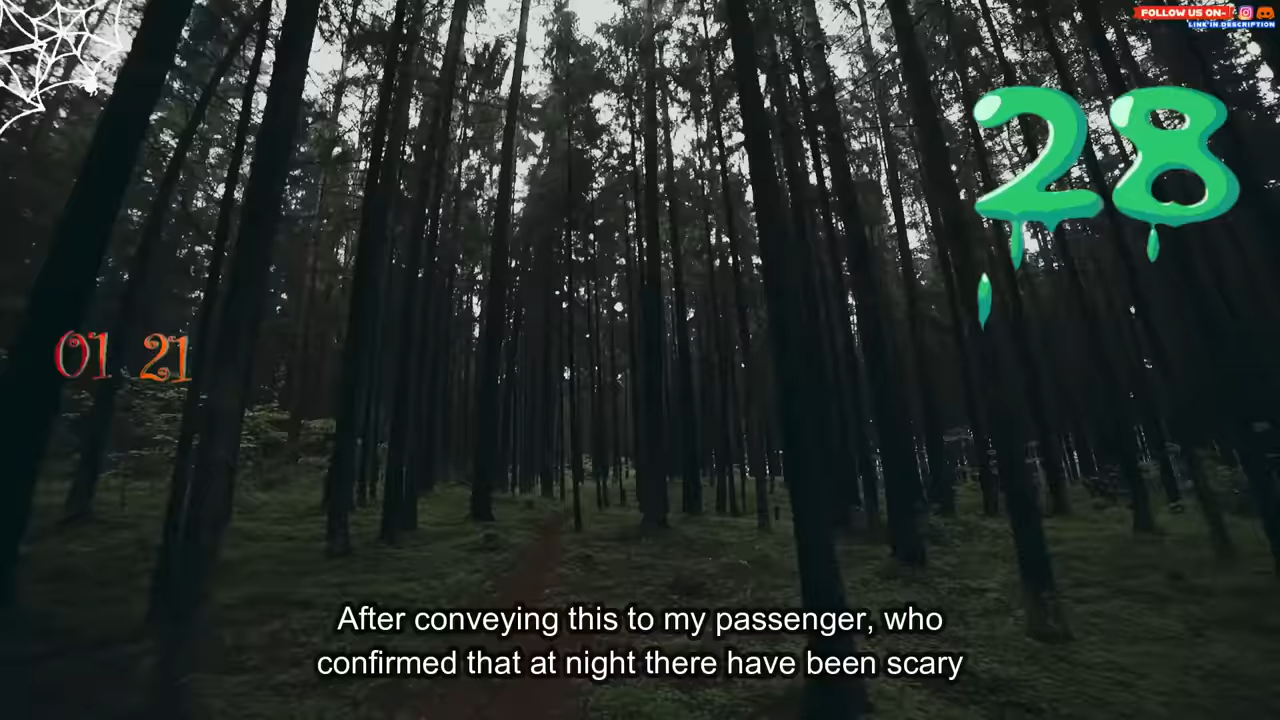 FOLLOW US ON-
LINK IN DESCRIPTION
28
01 21
After conveying this to my passenger, who
confirmed that at night there have been scary